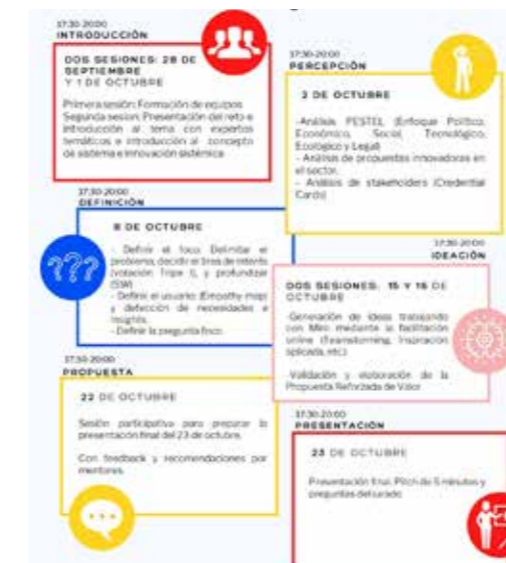 17:30-20:00
INTRODUCCIÓN
DOS SESIONES: 28 DE
SEPTIEMBRE
Y 1 DE OCTUBRE
Primera sesión: Formación de equipos
Segunda sesión: Presentación del reto e
introducción al tema con expertos
temáticos e introducción al concepto
de sistema e innovación sistémica
17:30-20:00
PERCEPCIÓN
2 DE OCTUBRE
-Análisis PESTEL (Enfoque Político,
Económico, Social, Tecnológico,
Ecológico y Legal)
- Análisis de propuestas innovadoras en
el sector.
- Análisis de stakeholders (Credential
Cards)
17:30-20:00
DEFINICIÓN
8 DE OCTUBRE
- Definir el foco: Delimitar el
problema, decidir el área de interés
(votación Triple I), y profundizar
(5W)
- Definir el usuario (Empathy map)
y detección de necesidades e
insights.
- Definir la pregunta foco.
???
17:30-20:00
IDEACIÓN
DOS SESIONES: 15 Y 16 DE
OCTUBRE
-Generación de ideas trabajando
con Miro mediante la facilitación
online (Brainstorming, Inspiración
aplicada, etc.)
-Validación y elaboración de la
Propuesta Reforzada de Valor
17:30-20:00
PROPUESTA
22 DE OCTUBRE
Sesión participativa para preparar la
presentación final del 23 de octubre.
Con feedback y recomendaciones por
mentores.
17:30-20:00
PRESENTACIÓN
23 DE OCTUBRE
Presentación final. Pitch de 5 minutos y
preguntas del jurado